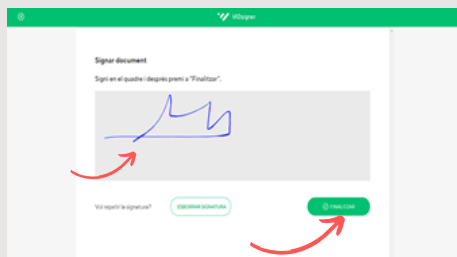 VIDsigner
Signar document
Signi en el quadre i després premi a "Finalitzar".
Vol repetir la signatura?
ESBORRAR SIGNATURA
FINALITZAR